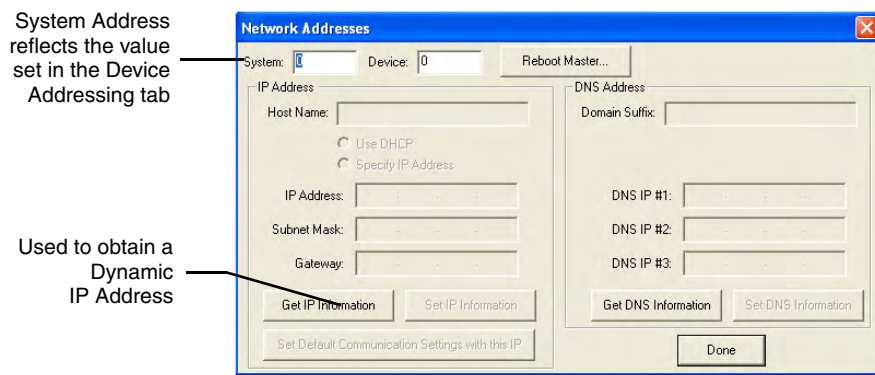 System Address
reflects the value
set in the Device
Addressing tab
Used to obtain a
Dynamic
IP Address
Network Addresses
System: 0 Device: 0 Reboot Master...
IP Address
Host Name:
Use DHCP
Specify IP Address
IP Address:
Subnet Mask:
Gateway:
Get IP Information Set IP Information
Set Default Communication Settings with this IP
DNS Address
Domain Suffix:
DNS IP #1:
DNS IP #2:
DNS IP #3:
Get DNS Information Set DNS Information
Done